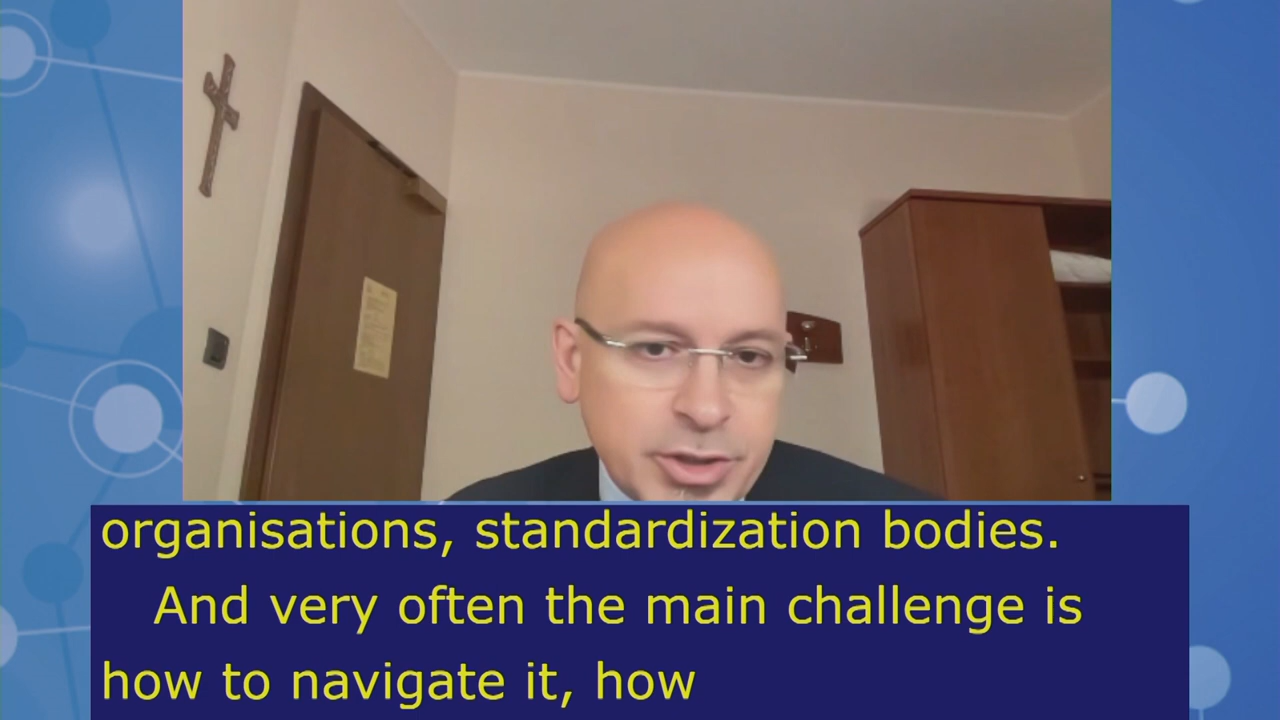 organisations, standardization bodies.
And very often the main challenge is
how to navigate it, how